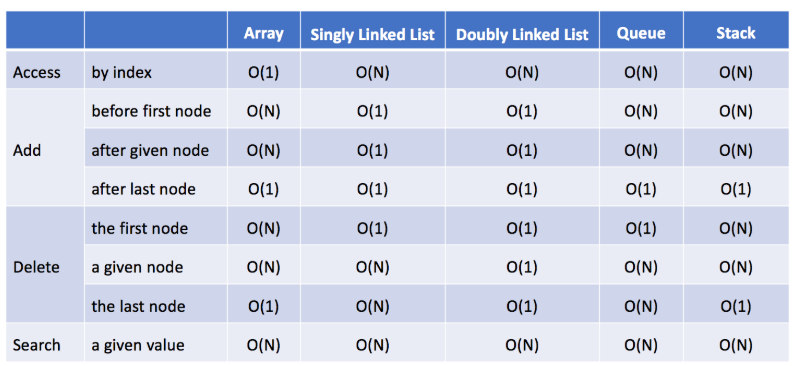 Array Singly Linked List Doubly Linked List Queue Stack
Access by index O(1) O(N) O(N) O(N) O(N)
before first node O(N) O(1) O(1) O(N) O(N)
Add after given node O(N) O(1) O(1) O(N) O(N)
after last node O(1) O(1) O(1) O(1) O(1)
the first node O(N) O(1) O(1) O(1) O(N)
Delete a given node O(N) O(N) O(1) O(N) O(N)
the last node O(1) O(N) O(1) O(N) O(1)
Search a given value O(N) O(N) O(N) O(N) O(N)